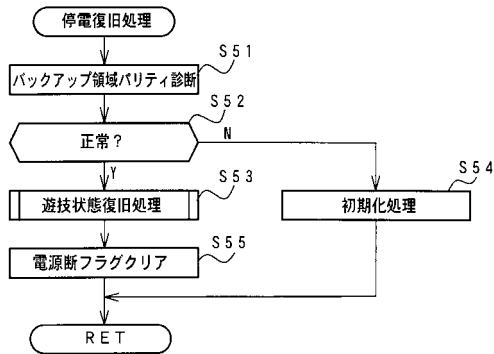 停電復旧処理
S51
バックアップ領域パリティ診断
S52
正常？
N
Y
S53
遊技状態復旧処理
S54
初期化処理
S55
電源断フラグクリア
RET